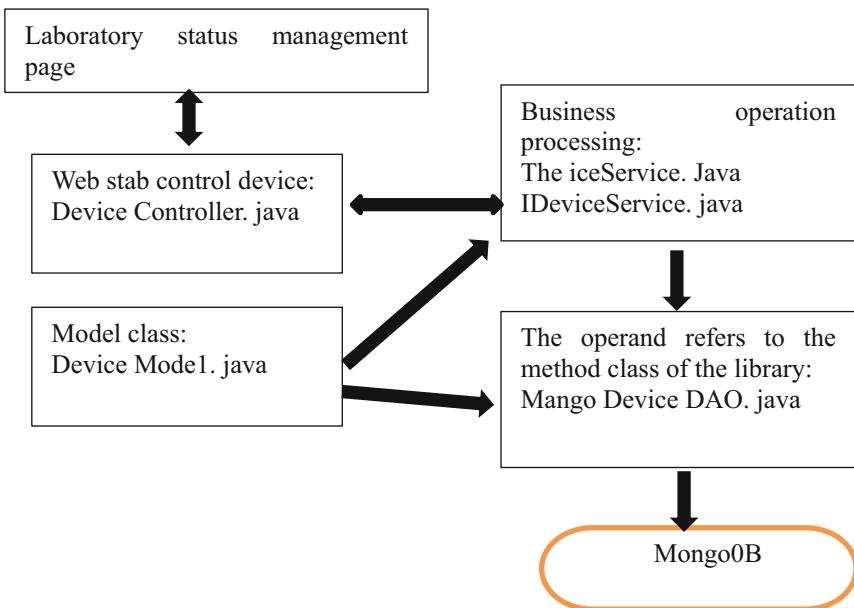 Laboratory status management
page
Web stab control device:
Device Controller. java
Model class:
Device Mode1. java
Business operation
processing:
The iceService. Java
IDeviceService. java
The operand refers to the
method class of the library:
Mango Device DAO. java
Mongo0B